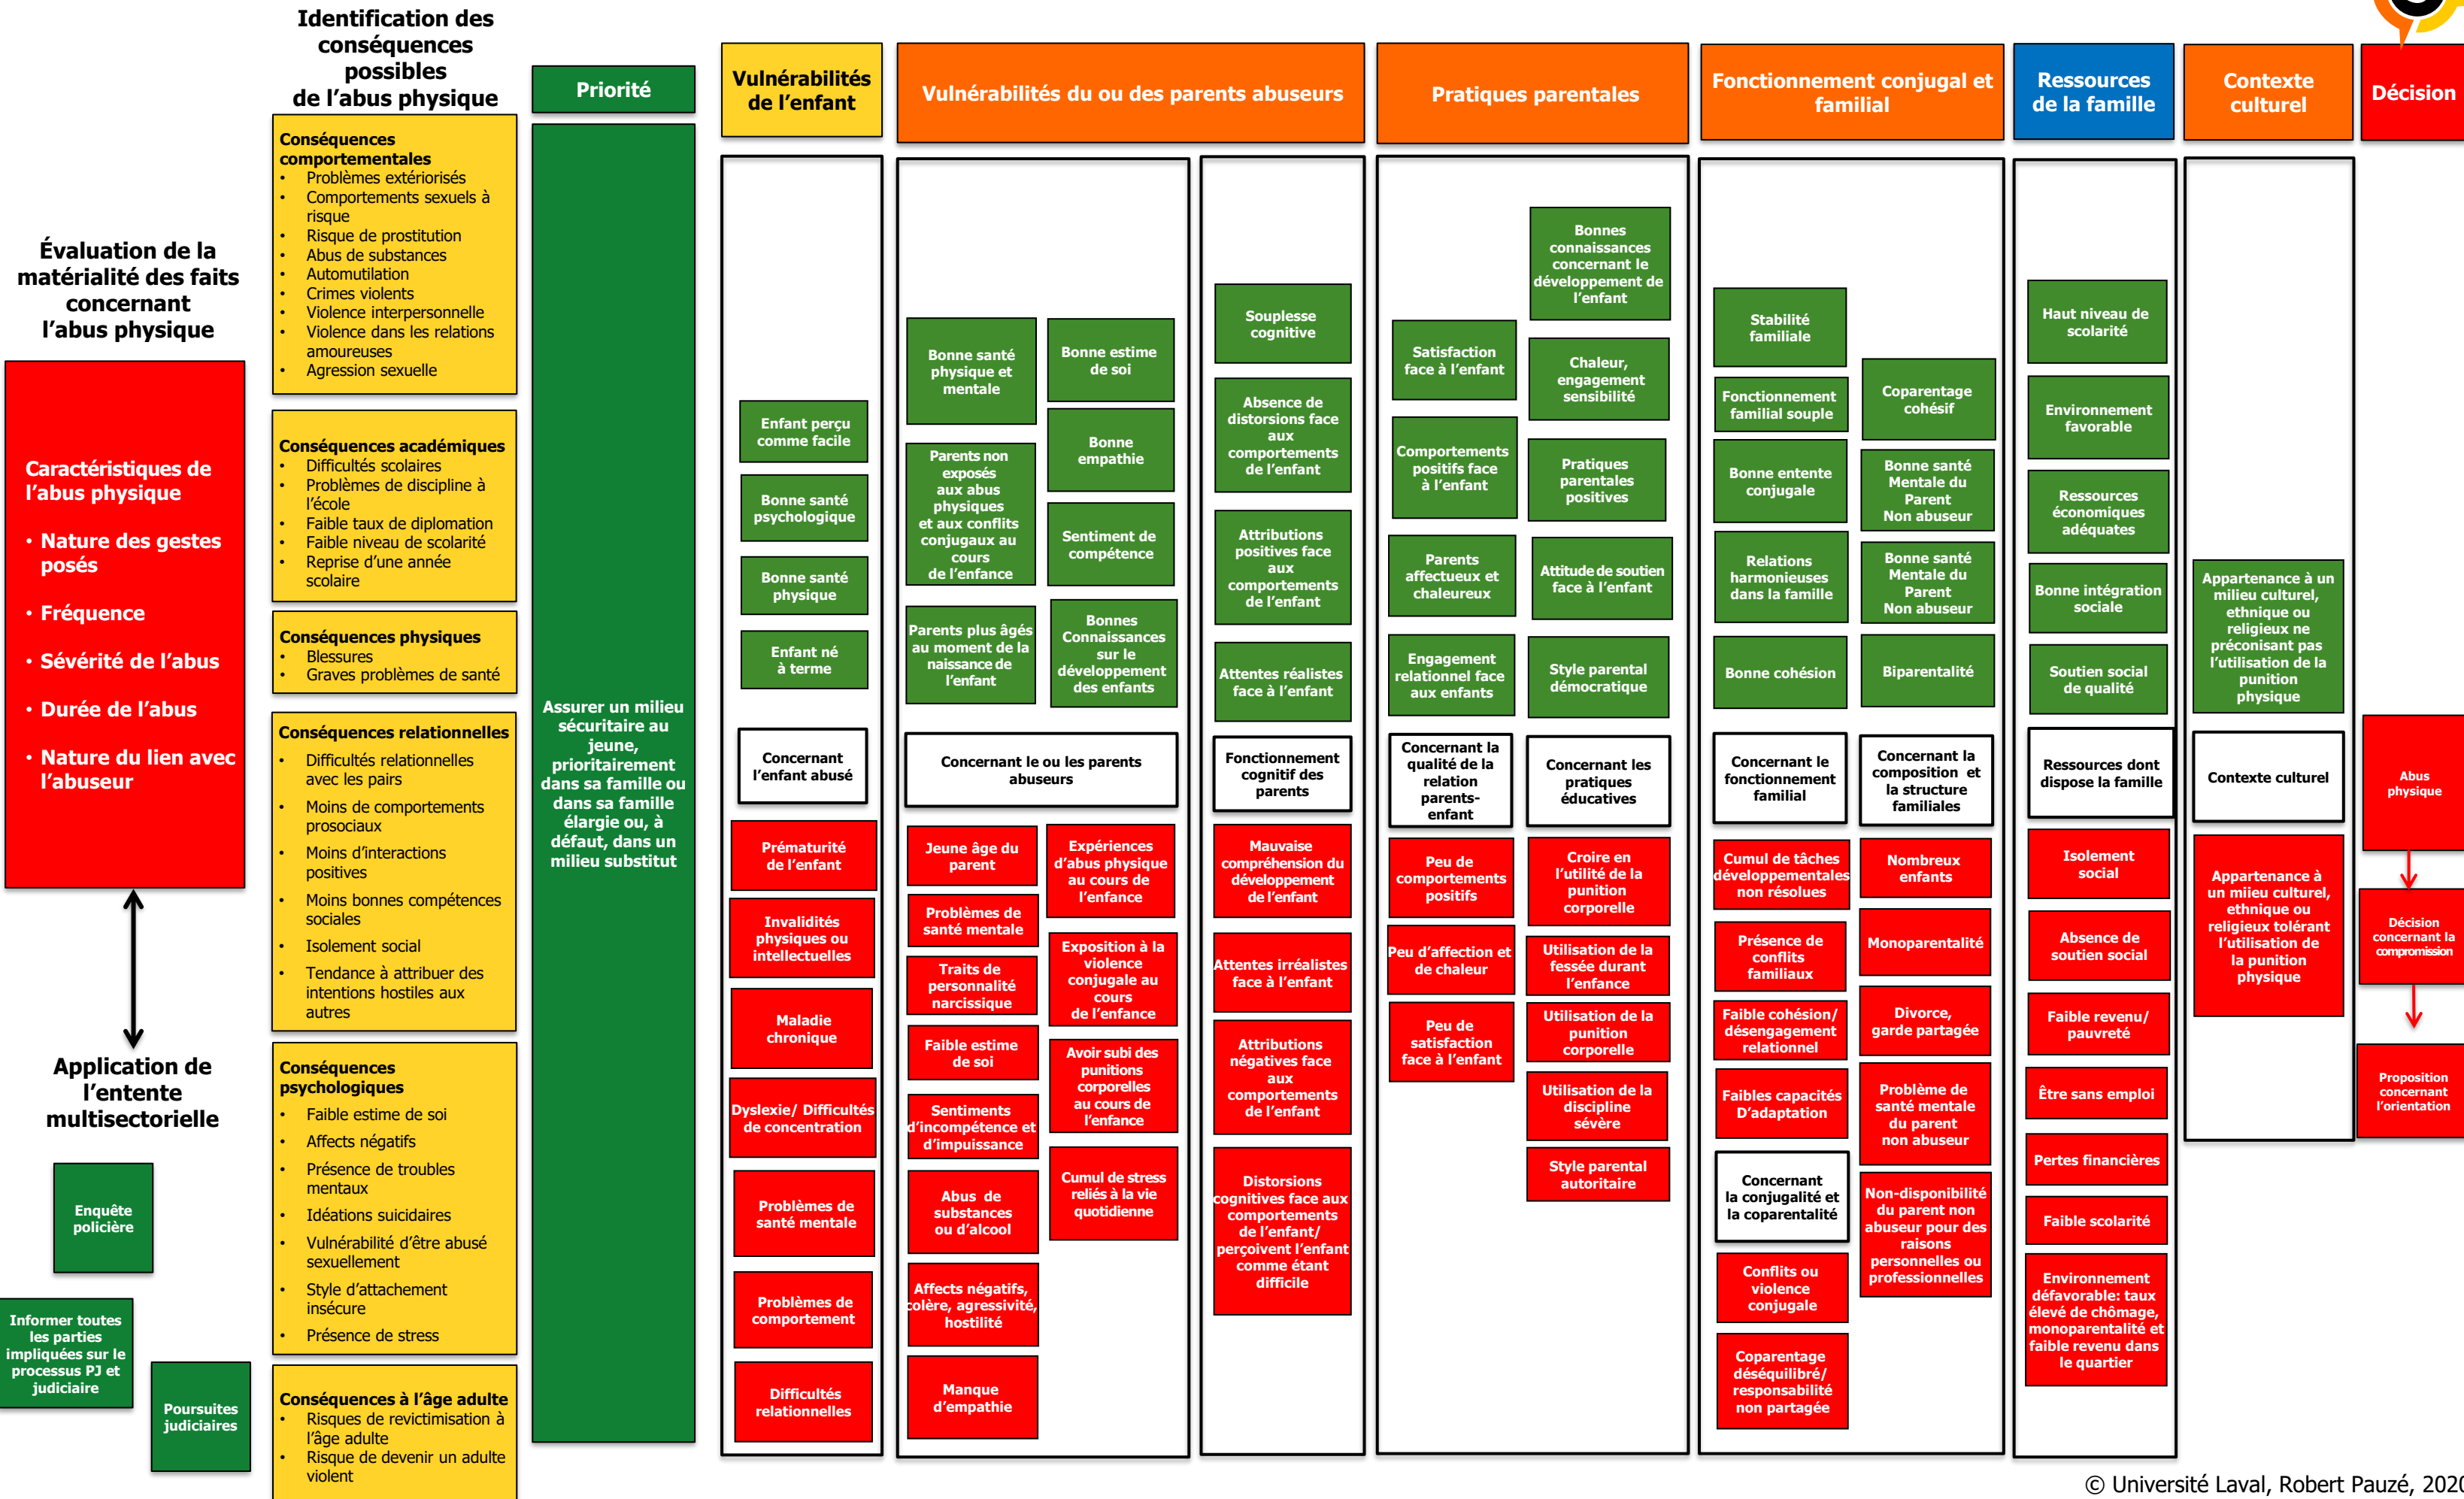 Identification des
conséquences
possibles
de l'abus physique
Évaluation de la
matérialité des faits
concernant
l'abus physique
Caractéristiques de
l'abus physique
• Nature des gestes
posés
• Fréquence
• Sévérité de l'abus
• Durée de l'abus
• Nature du lien avec
l'abuseur
Application de
l'entente
multisectorielle
Enquête
policière
Informer toutes
les parties
impliquées sur le
processus PJ et
judiciaire
Poursuites
judiciaires
Conséquences
comportementales
• Problèmes extériorisés
• Comportements sexuels à
risque
• Risque de prostitution
• Abus de substances
• Automutilation
• Crimes violents
• Violence interpersonnelle
• Violence dans les relations
amoureuses
• Agression sexuelle
Conséquences académiques
• Difficultés scolaires
• Problèmes de discipline à
l'école
• Faible taux de diplomation
• Faible niveau de scolarité
• Reprise d'une année
scolaire
Conséquences physiques
• Blessures
• Graves problèmes de santé
Conséquences relationnelles
• Difficultés relationnelles
avec les pairs
• Moins de comportements
prosociaux
• Moins d'interactions
positives
• Moins bonnes compétences
sociales
• Isolement social
• Tendance à attribuer des
intentions hostiles aux
autres
Conséquences
psychologiques
• Faible estime de soi
• Affects négatifs
• Présence de troubles
mentaux
• Idéations suicidaires
• Vulnérabilité d'être abusé
sexuellement
• Style d'attachement
insécure
• Présence de stress
Conséquences à l'âge adulte
• Risques de revictimisation à
l'âge adulte
• Risque de devenir un adulte
violent
Priorité
Assurer un milieu
sécuritaire au
jeune,
prioritairement
dans sa famille ou
dans sa famille
élargie ou, à
défaut, dans un
milieu substitut
Vulnérabilités
de l'enfant
Enfant perçu
comme facile
Bonne santé
psychologique
Bonne santé
physique
Enfant né
à terme
Concernant
l'enfant abusé
Prématurité
de l'enfant
Invalidités
physiques ou
intellectuelles
Maladie
chronique
Dyslexie/ Difficultés
de concentration
Problèmes de
santé mentale
Problèmes de
comportement
Difficultés
relationnelles
Vulnérabilités du ou des parents abuseurs
Bonne santé
physique et
mentale
Parents non
exposés
aux abus
physiques
et aux conflits
conjugaux au
cours
de l'enfance
Parents plus âgés
au moment de la
naissance de
l'enfant
Bonne estime
de soi
Bonne
empathie
Sentiment de
compétence
Bonnes
Connaissances
sur le
développement
des enfants
Concernant le ou les parents
abuseurs
Jeune âge du
parent
Problèmes de
santé mentale
Traits de
personnalité
narcissique
Faible estime
de soi
Sentiments
d'incompétence et
d'impuissance
Abus de
substances
ou d'alcool
Affects négatifs,
colère, agressivité,
hostilité
Manque
d'empathie
Expériences
d'abus physique
au cours de
l'enfance
Exposition à la
violence
conjugale au
cours
de l'enfance
Avoir subi des
punitions
corporelles
au cours de
l'enfance
Cumul de stress
reliés à la vie
quotidienne
Souplesse
cognitive
Absence de
distorsions face
aux
comportements
de l'enfant
Attributions
positives face
aux
comportements
de l'enfant
Attentes réalistes
face à l'enfant
Fonctionnement
cognitif des
parents
Mauvaise
compréhension du
développement
de l'enfant
Attentes irréalistes
face à l'enfant
Attributions
négatives face
aux
comportements
de l'enfant
Distorsions
cognitives face aux
comportements
de l'enfant/
perçoivent l'enfant
comme étant
difficile
Pratiques parentales
Satisfaction
face à l'enfant
Comportements
positifs face
à l'enfant
Parents
affectueux et
chaleureux
Engagement
relationnel face
aux enfants
Concernant la
qualité de la
relation
parents-
enfant
Peu de
comportements
positifs
Peu d'affection et
de chaleur
Peu de
satisfaction
face à l'enfant
Bonnes
connaissances
concernant le
développement de
l'enfant
Chaleur,
engagement
sensibilité
Pratiques
parentales
positives
Attitude de soutien
face à l'enfant
Style parental
démocratique
Concernant les
pratiques
éducatives
Croire en
l'utilité de la
punition
corporelle
Utilisation de la
fessée durant
l'enfance
Utilisation de la
punition
corporelle
Utilisation de la
discipline
sévère
Style parental
autoritaire
Fonctionnement conjugal et
familial
Stabilité
familiale
Fonctionnement
familial souple
Bonne entente
conjugale
Relations
harmonieuses
dans la famille
Bonne cohésion
Concernant le
fonctionnement
familial
Cumul de tâches
développementales
non résolues
Présence de
conflits
familiaux
Faible cohésion/
désengagement
relationnel
Faibles capacités
D'adaptation
Concernant
la conjugalité et
la coparentalité
Conflits ou
violence
conjugale
Coparentage
déséquilibré/
responsabilité
non partagée
Coparentage
cohésif
Bonne santé
Mentale du
Parent
Non abuseur
Bonne santé
Mentale du
Parent
Non abuseur
Biparentalité
Concernant la
composition et
la structure
familiales
Nombreux
enfants
Monoparentalité
Divorce,
garde partagée
Problème de
santé mentale
du parent
non abuseur
Non-disponibilité
du parent non
abuseur pour des
raisons
personnelles ou
professionnelles
Ressources
de la famille
Haut niveau de
scolarité
Environnement
favorable
Ressources
économiques
adéquates
Bonne intégration
sociale
Soutien social
de qualité
Ressources dont
dispose la famille
Isolement
social
Absence de
soutien social
Faible revenu/
pauvreté
Être sans emploi
Pertes financières
Faible scolarité
Environnement
défavorable: taux
élevé de chômage,
monoparentalité et
faible revenu dans
le quartier
Contexte
culturel
Appartenance à un
milieu culturel,
ethnique ou
religieux ne
préconisant pas
l'utilisation de la
punition
physique
Contexte culturel
Appartenance à
un miieu culturel,
ethnique ou
religieux tolérant
l'utilisation de
la punition
physique
Décision
Abus
physique
Décision
concernant la
compromission
Proposition
concernant
l'orientation
© Université Laval, Robert Pauzé, 2020